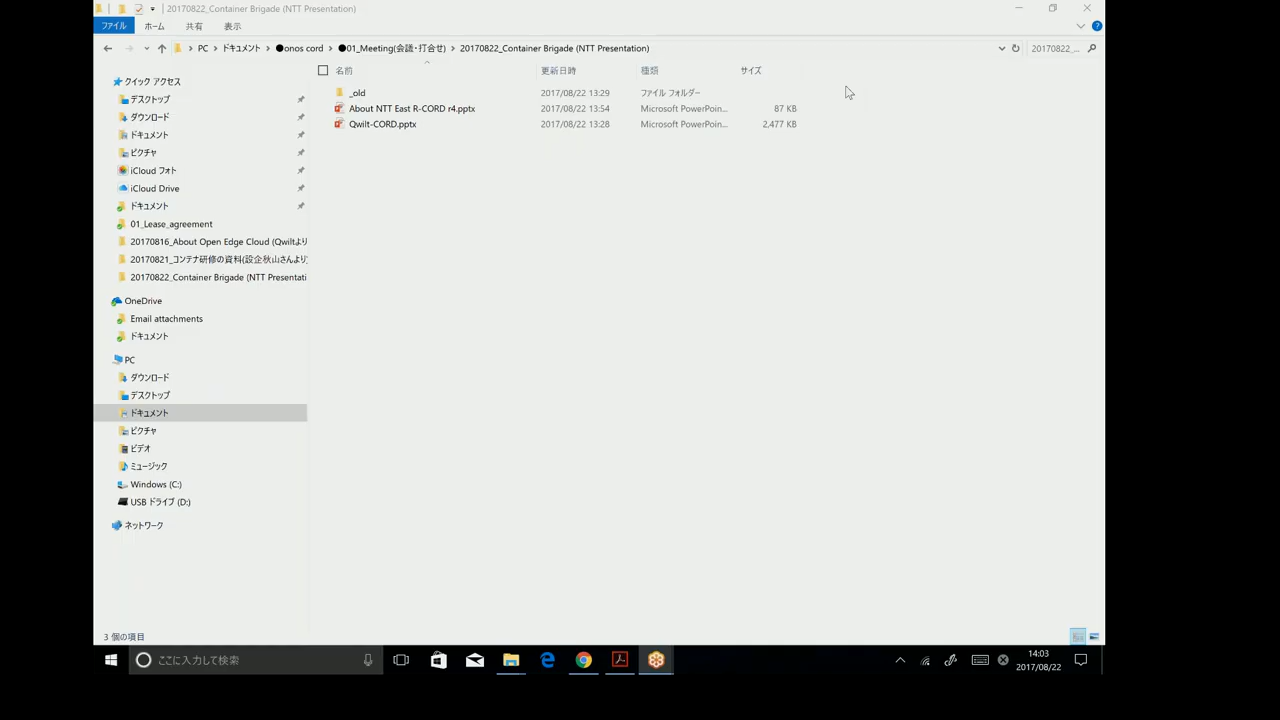 20170822_Container Brigade (NTT Presentation)
ファイル ホーム 共有 表示
PC ドキュメント ●onos cord ●01_Meeting(会議・打合せ) 20170822_Container Brigade (NTT Presentation) 20170822_...
名前 更新日時 種類 サイズ
_old 2017/08/22 13:29 ファイル フォルダー
About NTT East R-CORD r4.pptx 2017/08/22 13:54 Microsoft PowerPoin... 87 KB
Qwilt-CORD.pptx 2017/08/22 13:28 Microsoft PowerPoin... 2,477 KB
クイック アクセス
デスクトップ
ダウンロード
ドキュメント
ピクチャ
iCloud フォト
iCloud Drive
ドキュメント
01_Lease_agreement
20170816_About Open Edge Cloud (Qwiltより
20170821_コンテナ研修の資料(設企秋山さんより)
20170822_Container Brigade (NTT Presentati
OneDrive
Email attachments
ドキュメント
PC
ダウンロード
デスクトップ
ドキュメント
ピクチャ
ビデオ
ミュージック
Windows (C:)
USB ドライブ (D:)
ネットワーク
3 個の項目
ここに入力して検索
14:03
2017/08/22